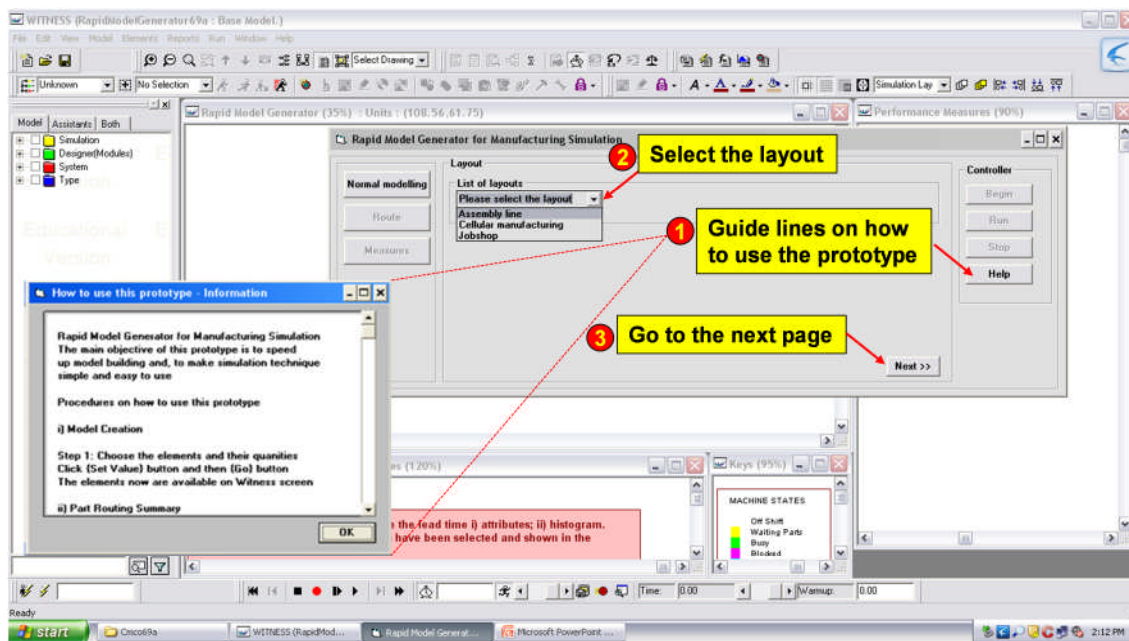 WITNESS (RapidModelGenerator69a : Base Model.)
File Edit View Model Elements Reports Run Window Help
Select Drawing
Unknown
No Selection
A
Simulation Lay
Model Assistants Both
Simulation
Designer(Modules)
System
Type
Educational
Version
Rapid Model Generator (35%) : Units : (108.56,61.75)
Performance Measures (90%)
Rapid Model Generator for Manufacturing Simulation
Normal modelling
Route
Measures
Layout
List of layouts
Please select the layout
Assembly line
Cellular manufacturing
Jobshop
2
Select the layout
1
Guide lines on how
to use the prototype
3
Go to the next page
Controller
Begin
Run
Stop
Help
Next >>
How to use this prototype - Information
Rapid Model Generator for Manufacturing Simulation
The main objective of this prototype is to speed
up model building and, to make simulation technique
simple and easy to use
Procedures on how to use this prototype
i) Model Creation
Step 1: Choose the elements and their quanities
Click {Set Value} button and then {Go} button
The elements now are available on Witness screen
ii) Part Routing Summary
OK
(120%)
the lead time i) attributes; ii) histogram.
have been selected and shown in the
Keys (95%)
MACHINE STATES
Off Shift
Waiting Parts
Busy
Blocked
Time: 0.00
Warmup: 0.00
Ready
start
Cmco69a
WITNESS (RapidMod...
Rapid Model Generat...
Microsoft PowerPoint ...
2:12 PM